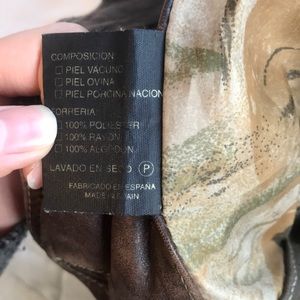 COMPOSICION
PIEL VACUNO
PIEL OVINA
PIEL PORCINA NACION
FORRERIA
100% POLIESTER
100% RAYON
100% ALGODON
LAVADO EN SECO P
FABRICADO EN ESPAÑA
MADE IN SPAIN